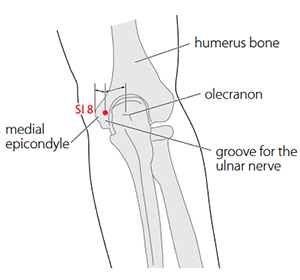 humerus bone
olecranon
SI 8
medial
epicondyle
groove for the
ulnar nerve